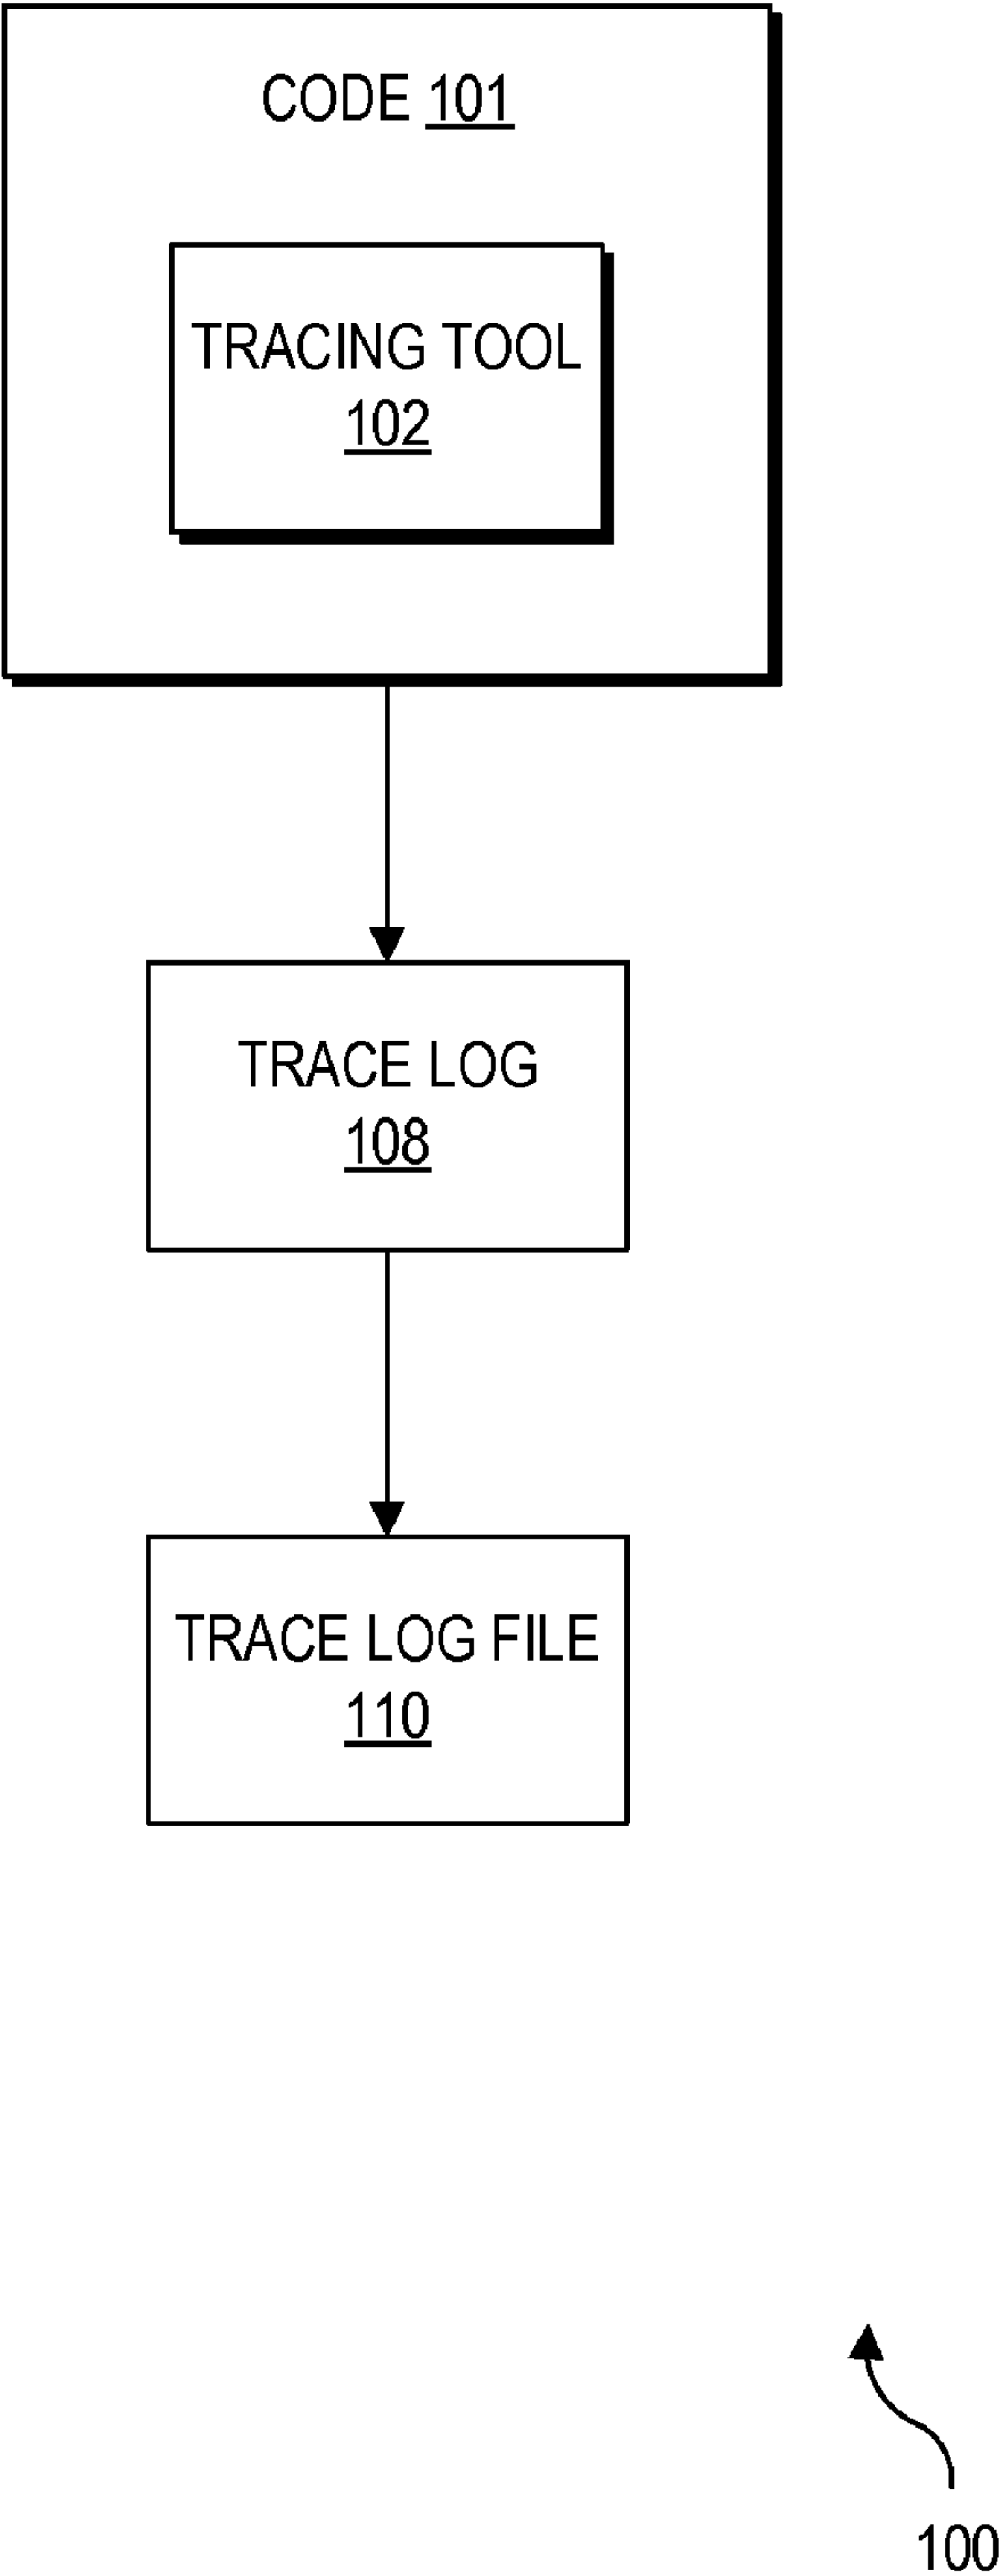 CODE 101
TRACING TOOL
102
TRACE LOG
108
TRACE LOG FILE
110
100